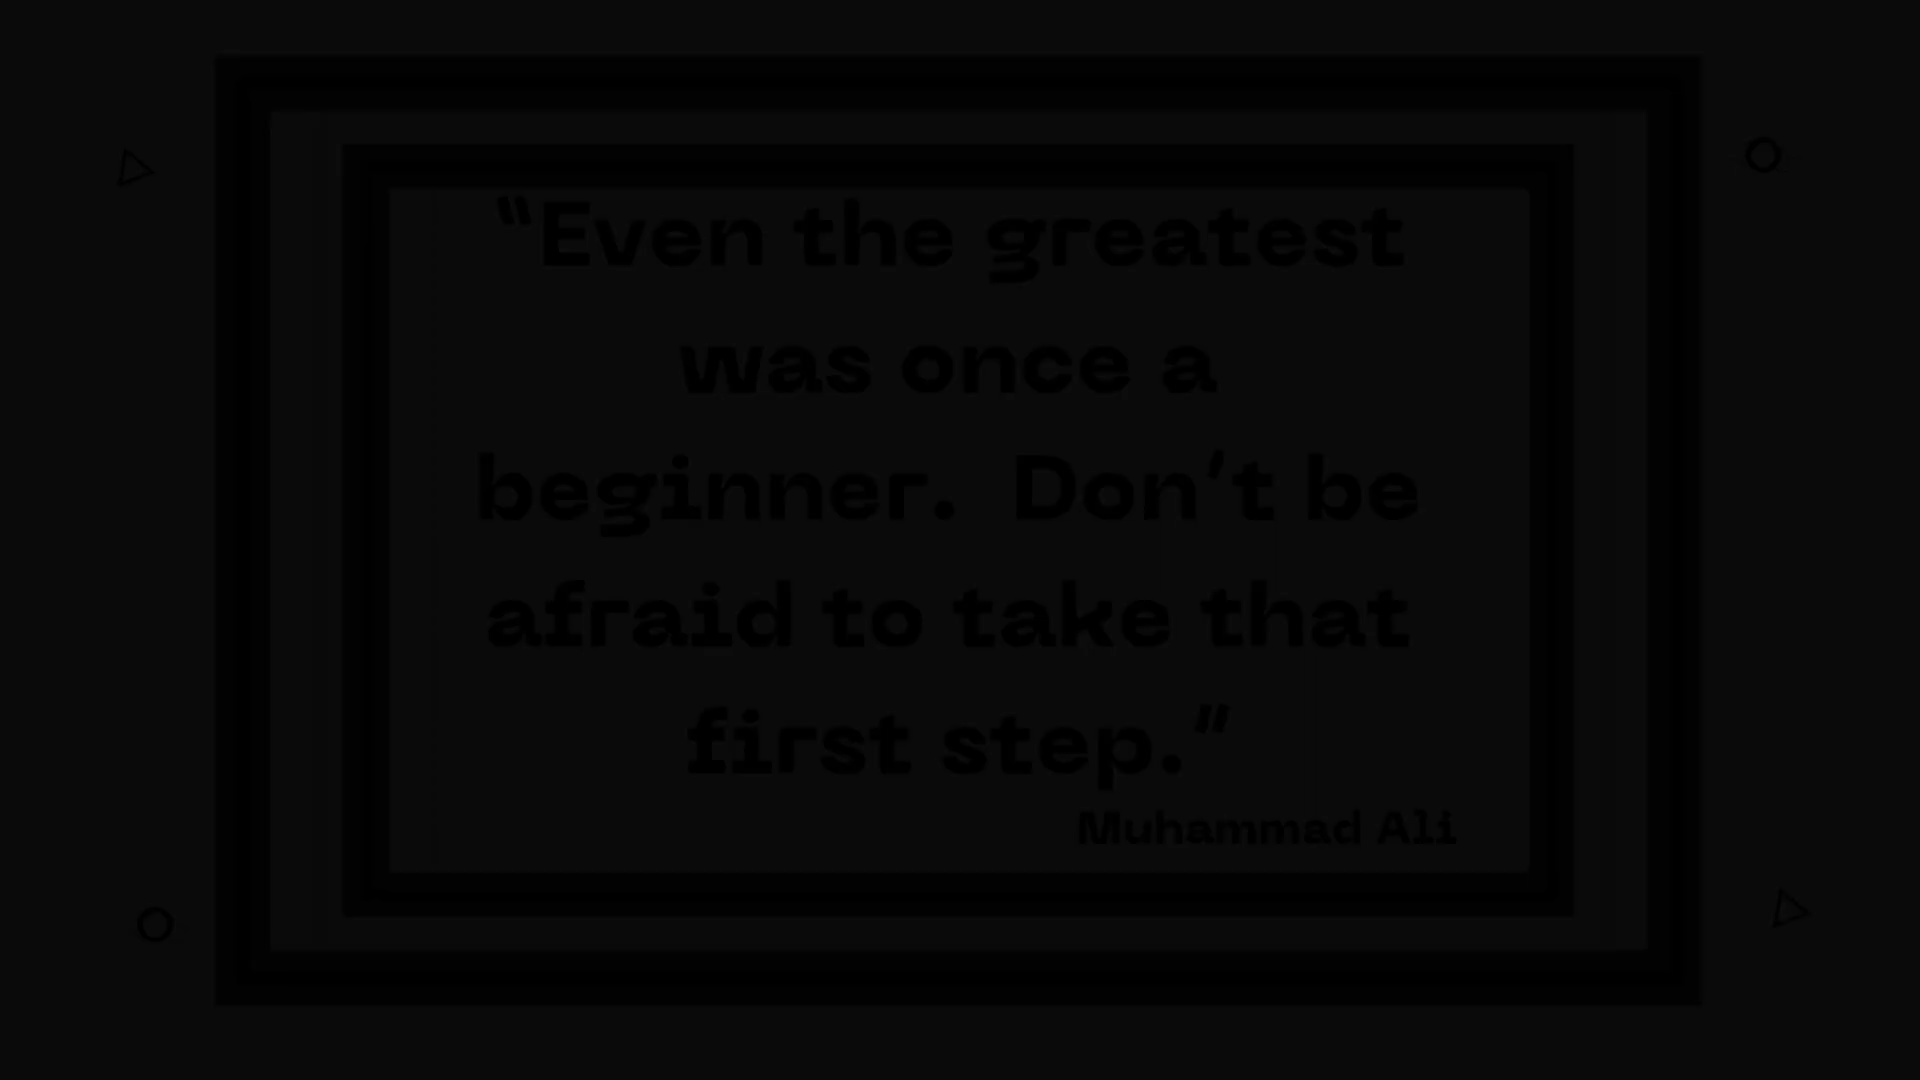 “Even the greatest
was once a
beginner.  Don’t be
afraid to take that
first step.”
Muhammad Ali